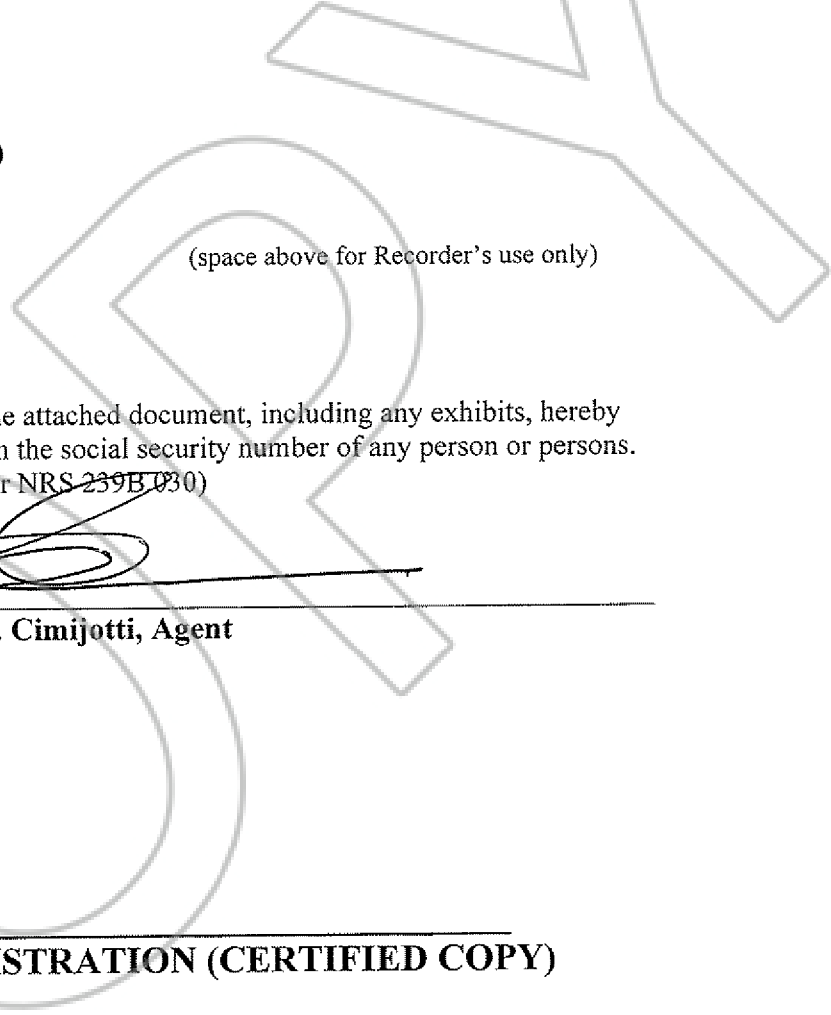 )
(space above for Recorder's use only)
e attached document, including any exhibits, hereby
n the social security number of any person or persons.
r NRS 239B.030)
. Cimijotti, Agent
ISTRATION (CERTIFIED COPY)